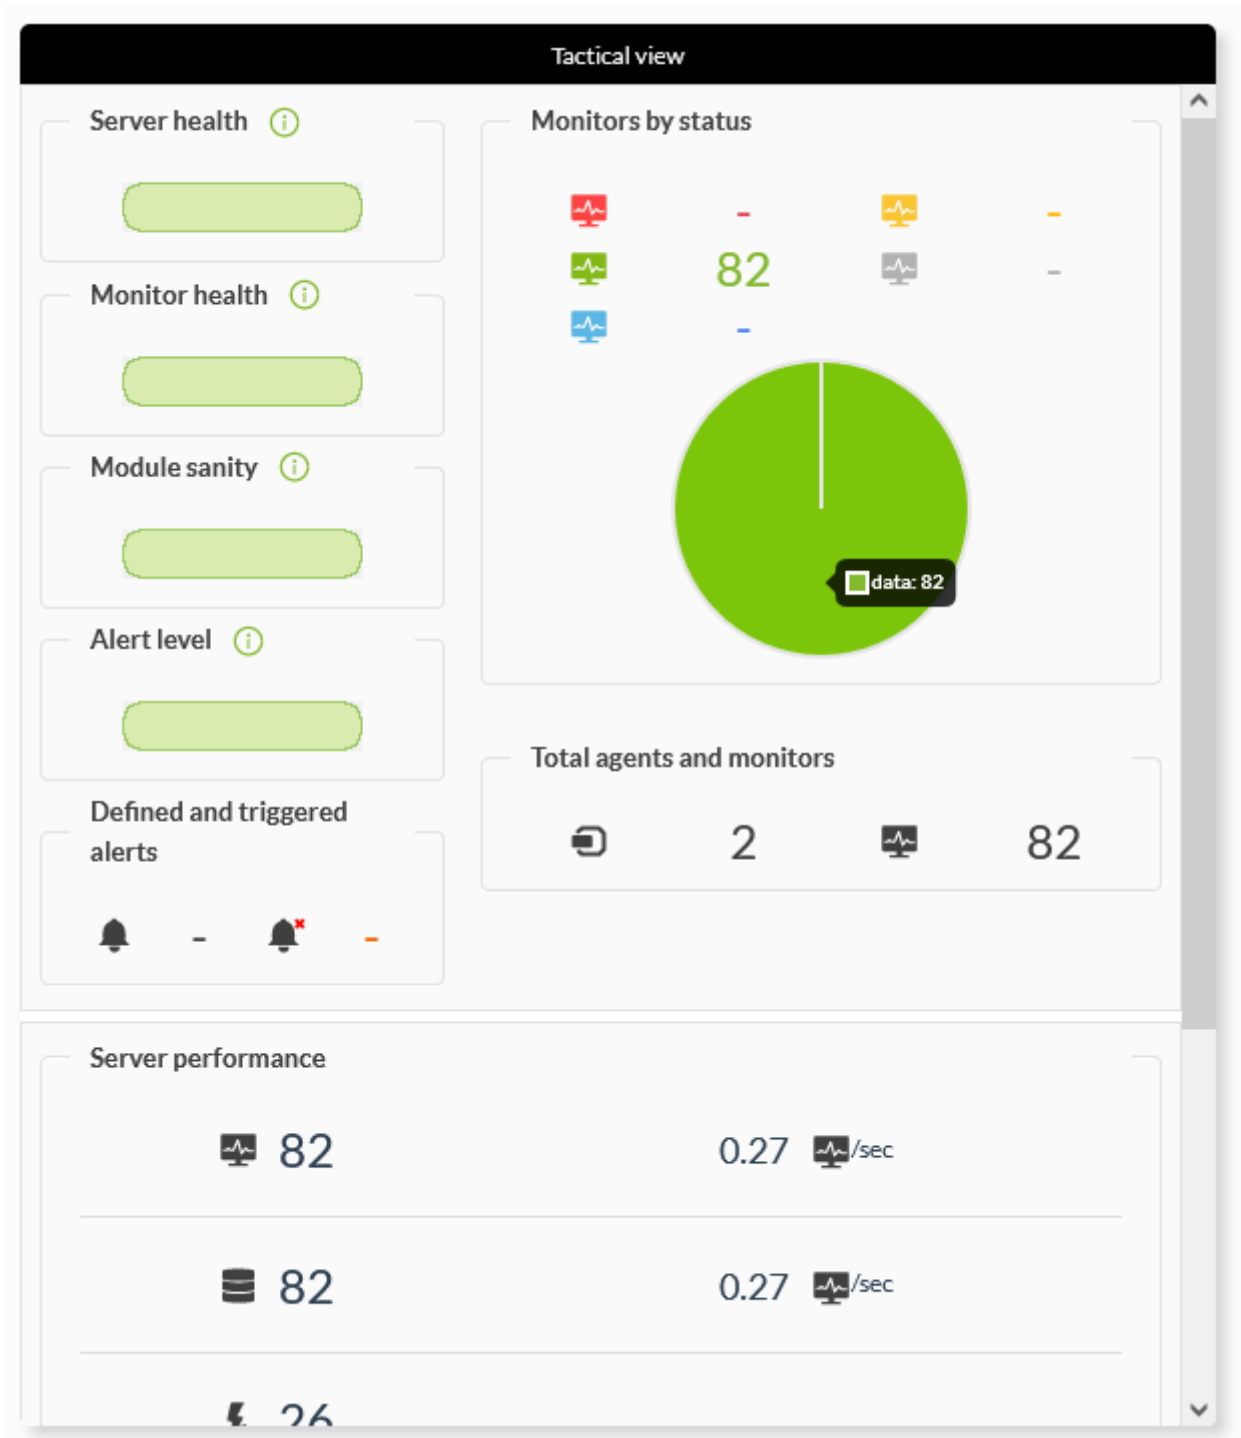 Tactical view
Server health
Monitor health
Module sanity
Alert level
Defined and triggered
alerts
- -
Monitors by status
- -
82 -
-
data: 82
Total agents and monitors
2 82
Server performance
82 0.27 /sec
82 0.27 /sec
26